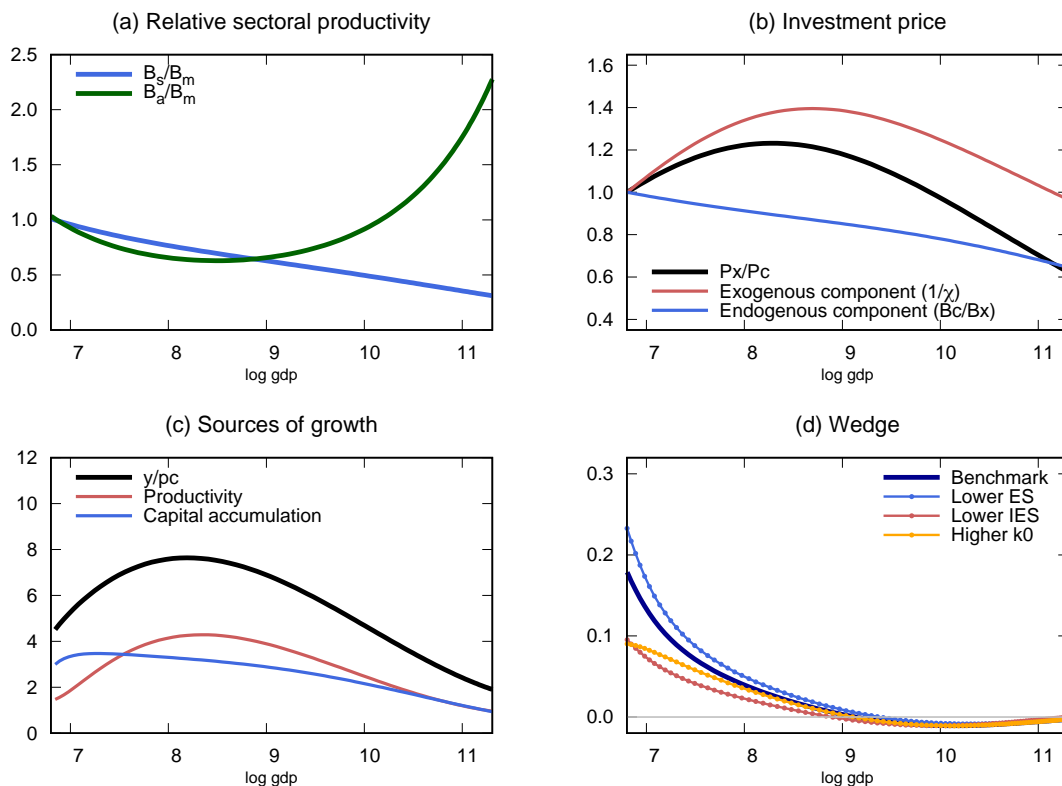 (a) Relative sectoral productivity
2.5
2.0
1.5
1.0
0.5
0.0
B_s/B_m
B_a/B_m
7 8 9 10 11
log gdp
(b) Investment price
1.6
1.4
1.2
1.0
0.8
0.6
0.4
Px/Pc
Exogenous component (1/χ)
Endogenous component (Bc/Bx)
7 8 9 10 11
log gdp
(c) Sources of growth
12
10
8
6
4
2
0
y/pc
Productivity
Capital accumulation
7 8 9 10 11
log gdp
(d) Wedge
0.3
0.2
0.1
0.0
Benchmark
Lower ES
Lower IES
Higher k0
7 8 9 10 11
log gdp